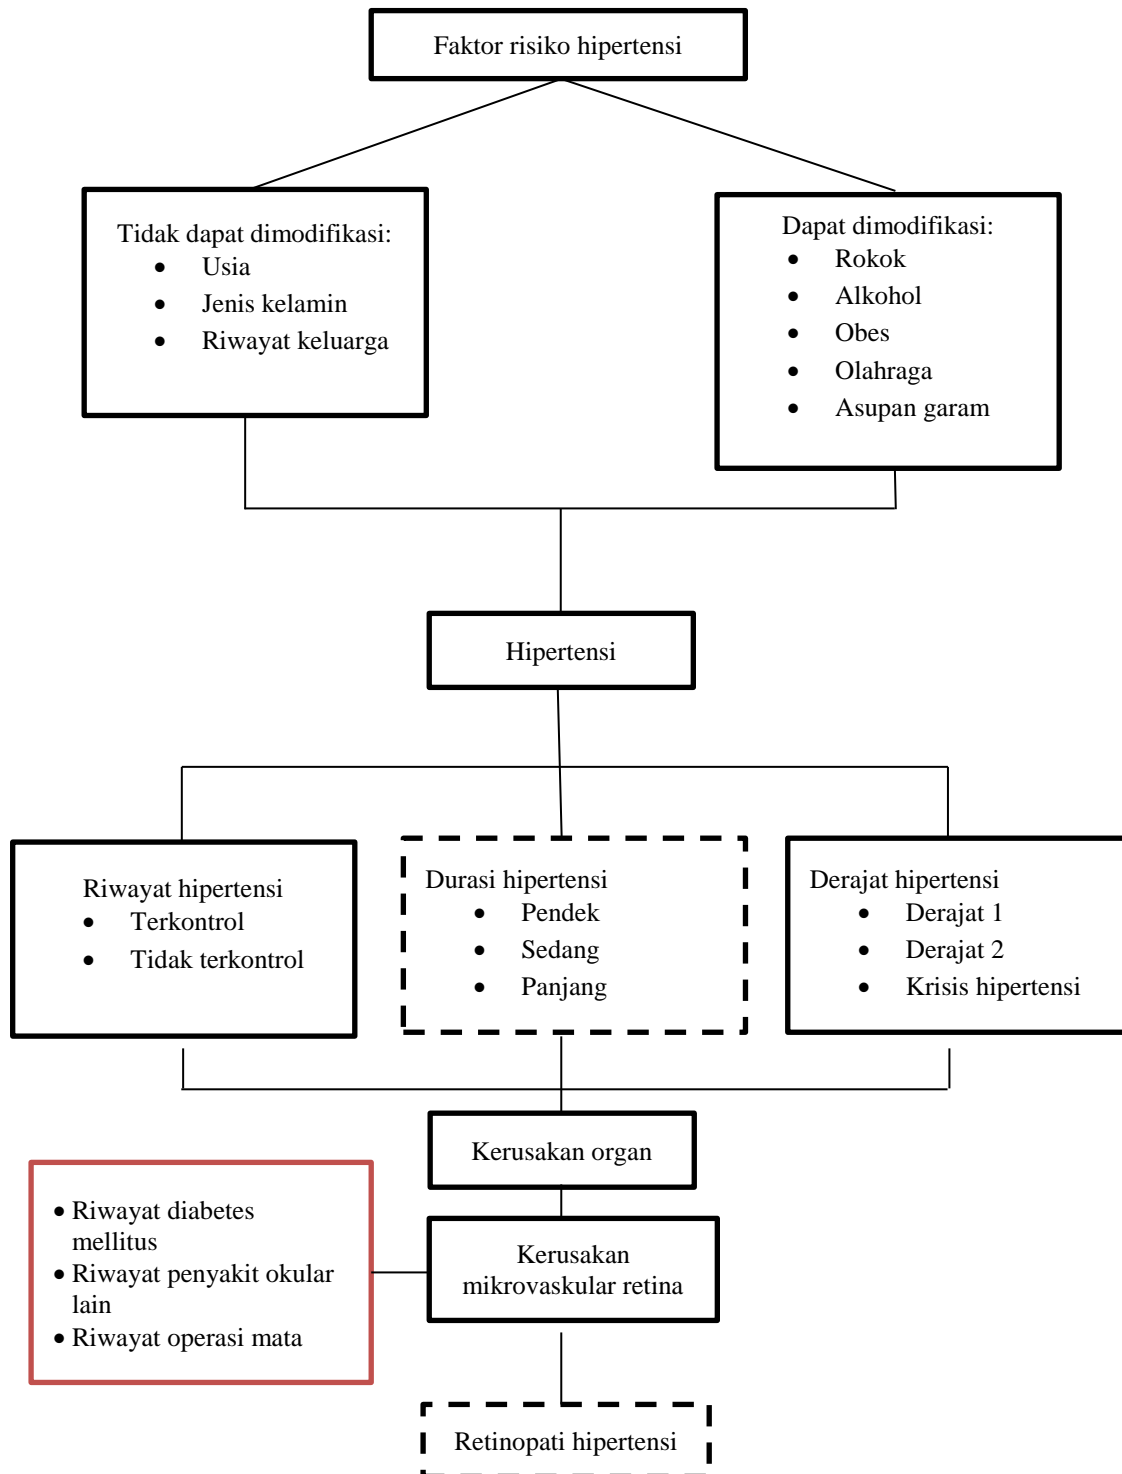 Faktor risiko hipertensi
Tidak dapat dimodifikasi:
• Usia
• Jenis kelamin
• Riwayat keluarga
Dapat dimodifikasi:
• Rokok
• Alkohol
• Obes
• Olahraga
• Asupan garam
Hipertensi
Riwayat hipertensi
• Terkontrol
• Tidak terkontrol
Durasi hipertensi
• Pendek
• Sedang
• Panjang
Derajat hipertensi
• Derajat 1
• Derajat 2
• Krisis hipertensi
Kerusakan organ
• Riwayat diabetes
mellitus
• Riwayat penyakit okular
lain
• Riwayat operasi mata
Kerusakan
mikrovaskular retina
Retinopati hipertensi